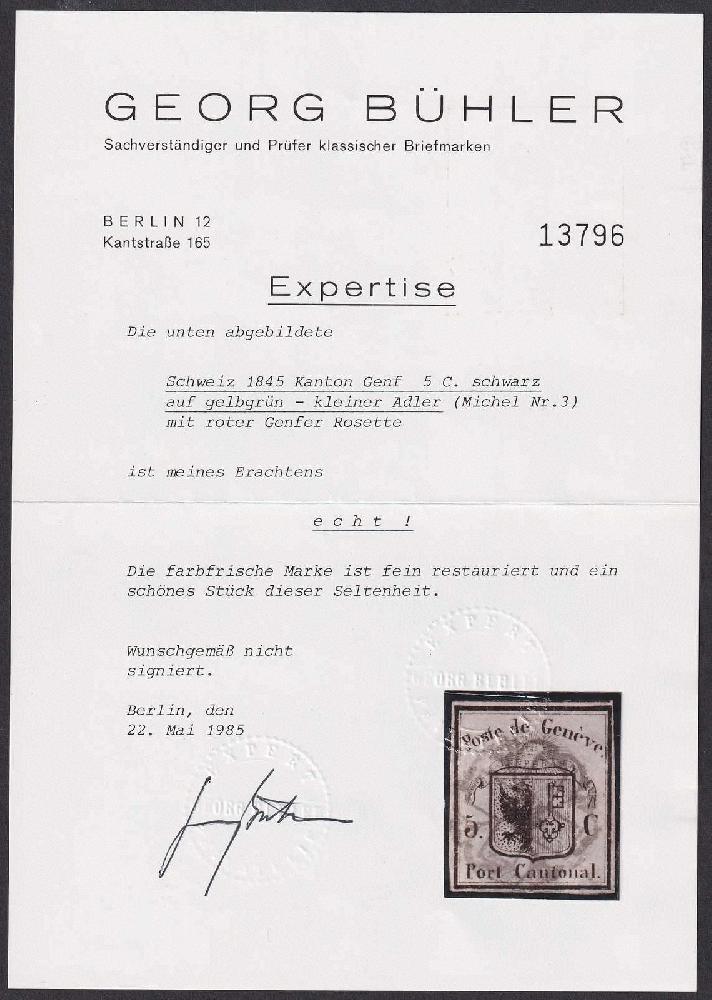 GEORG BÜHLER
Sachverständiger und Prüfer klassischer Briefmarken
BERLIN 12
Kantstraße 165
13796
Expertise
Die unten abgebildete
Schweiz 1845 Kanton Genf 5 C. schwarz
auf gelbgrün - kleiner Adler (Michel Nr.3)
mit roter Genfer Rosette
ist meines Erachtens
echt !
Die farbfrische Marke ist fein restauriert und ein
schönes Stück dieser Seltenheit.
Wunschgemäß nicht
signiert.
Berlin, den
22. Mai 1985
Poste de Genève
5. C
Port Cantonal.